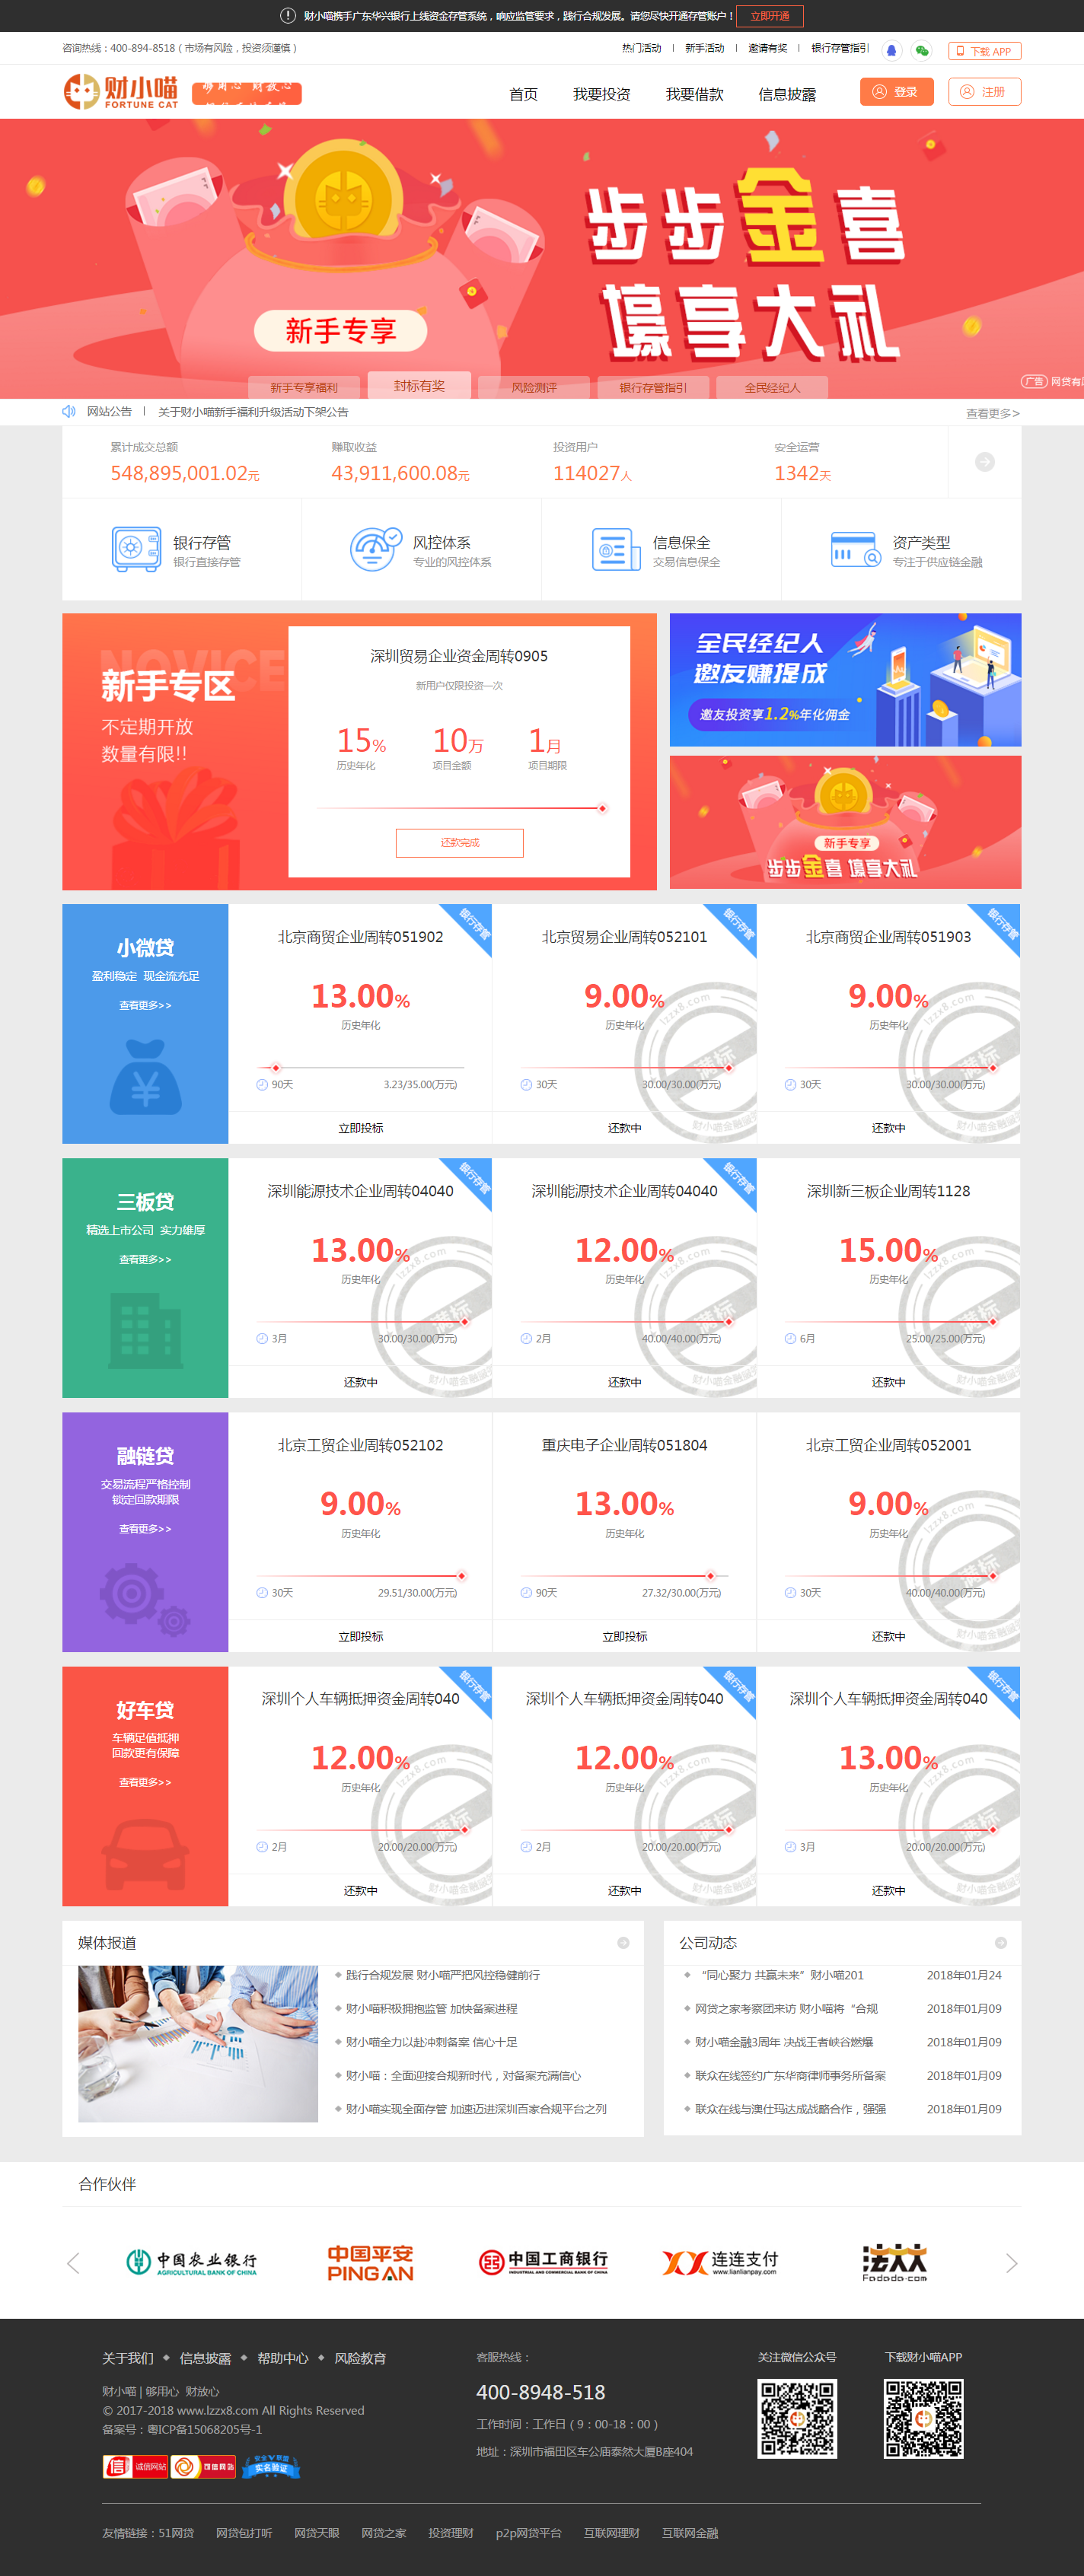 财小喵携手广东华兴银行上线资金存管系统，响应监管要求，践行合规发展。请您尽快开通存管账户！ 立即开通
咨询热线：400-894-8518（市场有风险，投资须谨慎）
热门活动 | 新手活动 | 邀请有奖 | 银行存管指引 下载 APP
财小喵 FORTUNE CAT
首页 我要投资 我要借款 信息披露 登录 注册
步步金喜
壕享大礼
新手专享
新手专享福利 封标有奖 风险测评 银行存管指引 全民经纪人
广告
网站公告 | 关于财小喵新手福利升级活动下架公告 查看更多>
累计成交总额 赚取收益 投资用户 安全运营
548,895,001.02元 43,911,600.08元 114027人 1342天
银行存管 风控体系 信息保全 资产类型
银行直接存管 专业的风控体系 交易信息保全 专注于供应链金融
NOVICE
新手专区
不定期开放
数量有限!!
深圳贸易企业资金周转0905
新用户仅限投资一次
15% 10万 1月
历史年化 项目金额 项目期限
还款完成
全民经纪人
邀友赚提成
邀友投资享1.2%年化佣金
新手专享
步步金喜 壕享大礼
小微贷
盈利稳定 现金流充足
查看更多>>
银行存管
北京商贸企业周转051902
13.00%
历史年化
90天 3.23/35.00(万元)
立即投标
银行存管
北京贸易企业周转052101
9.00%
历史年化
30天 30.00/30.00(万元)
还款中
银行存管
北京商贸企业周转051903
9.00%
历史年化
30天 30.00/30.00(万元)
还款中
三板贷
精选上市公司 实力雄厚
查看更多>>
银行存管
深圳能源技术企业周转04040
13.00%
历史年化
3月 30.00/30.00(万元)
还款中
银行存管
深圳能源技术企业周转04040
12.00%
历史年化
2月 40.00/40.00(万元)
还款中
深圳新三板企业周转1128
15.00%
历史年化
6月 25.00/25.00(万元)
还款中
融链贷
交易流程严格控制
锁定回款期限
查看更多>>
北京工贸企业周转052102
9.00%
历史年化
30天 29.51/30.00(万元)
立即投标
重庆电子企业周转051804
13.00%
历史年化
90天 27.32/30.00(万元)
立即投标
北京工贸企业周转052001
9.00%
历史年化
30天 40.00/40.00(万元)
还款中
好车贷
车辆足值抵押
回款更有保障
查看更多>>
银行存管
深圳个人车辆抵押资金周转040
12.00%
历史年化
2月 20.00/20.00(万元)
还款中
银行存管
深圳个人车辆抵押资金周转040
12.00%
历史年化
2月 20.00/20.00(万元)
还款中
银行存管
深圳个人车辆抵押资金周转040
13.00%
历史年化
3月 20.00/20.00(万元)
还款中
媒体报道
践行合规发展 财小喵严把风控稳健前行
财小喵积极拥抱监管 加快备案进程
财小喵全力以赴冲刺备案 信心十足
财小喵：全面迎接合规新时代，对备案充满信心
财小喵实现全面存管 加速迈进深圳百家合规平台之列
公司动态
“同心聚力 共赢未来”财小喵201 2018年01月24
网贷之家考察团来访 财小喵将“合规 2018年01月09
财小喵金融3周年 决战王者峡谷燃爆 2018年01月09
联众在线签约广东华商律师事务所备案 2018年01月09
联众在线与澳仕玛达成战略合作，强强 2018年01月09
合作伙伴
中国农业银行 AGRICULTURAL BANK OF CHINA
中国平安 PING AN
中国工商银行 INDUSTRIAL AND COMMERCIAL BANK OF CHINA
连连支付 www.lianlianpay.com
法大大 Fadada.com
关于我们 信息披露 帮助中心 风险教育
财小喵 | 够用心 财放心
© 2017-2018 www.lzzx8.com All Rights Reserved
备案号：粤ICP备15068205号-1
信 诚信网站 可信网站 安全联盟 实名验证
客服热线：
400-8948-518
工作时间：工作日（9：00-18：00）
地址：深圳市福田区车公庙泰然大厦B座404
关注微信公众号 下载财小喵APP
友情链接：51网贷 网贷包打听 网贷天眼 网贷之家 投资理财 p2p网贷平台 互联网理财 互联网金融